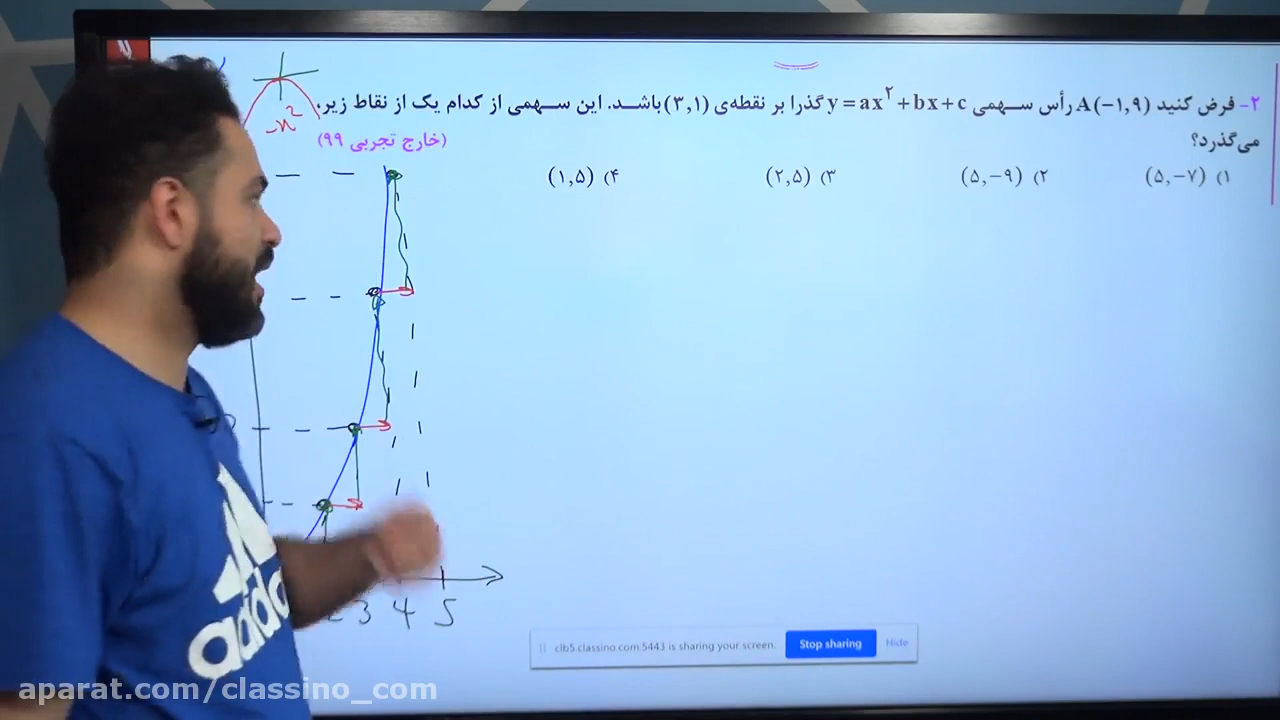 ۲- فرض کنید A(-۱,۹) رأس سهمی y=ax²+bx+c گذرا بر نقطه‌ی (۳,۱) باشد. این سهمی از کدام یک از نقاط زیر،
می‌گذرد؟ (خارج تجربی ۹۹)
۱) (۵,-۷) ۲) (۵,-۹) ۳) (۲,۵) ۴) (۱,۵)
-x²
3 4 5
clb5.classino.com:5443 is sharing your screen. Stop sharing Hide
adidas
aparat.com/classino_com